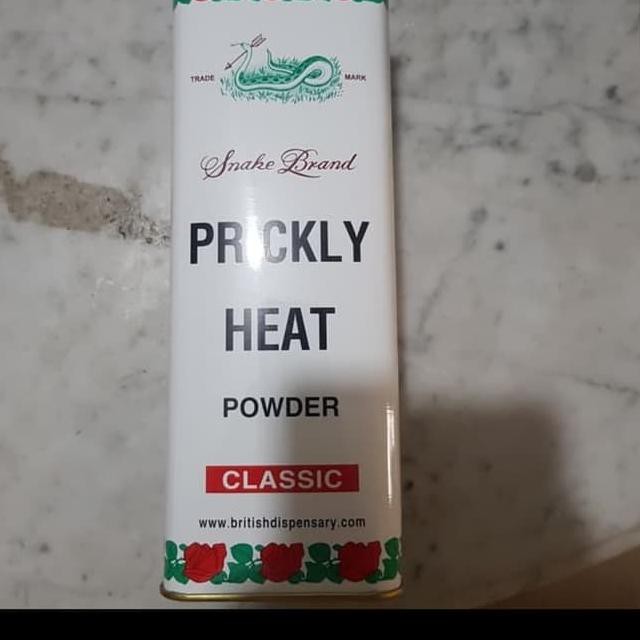 TRADE MARK
Snake Brand
PRICKLY
HEAT
POWDER
CLASSIC
www.britishdispensary.com